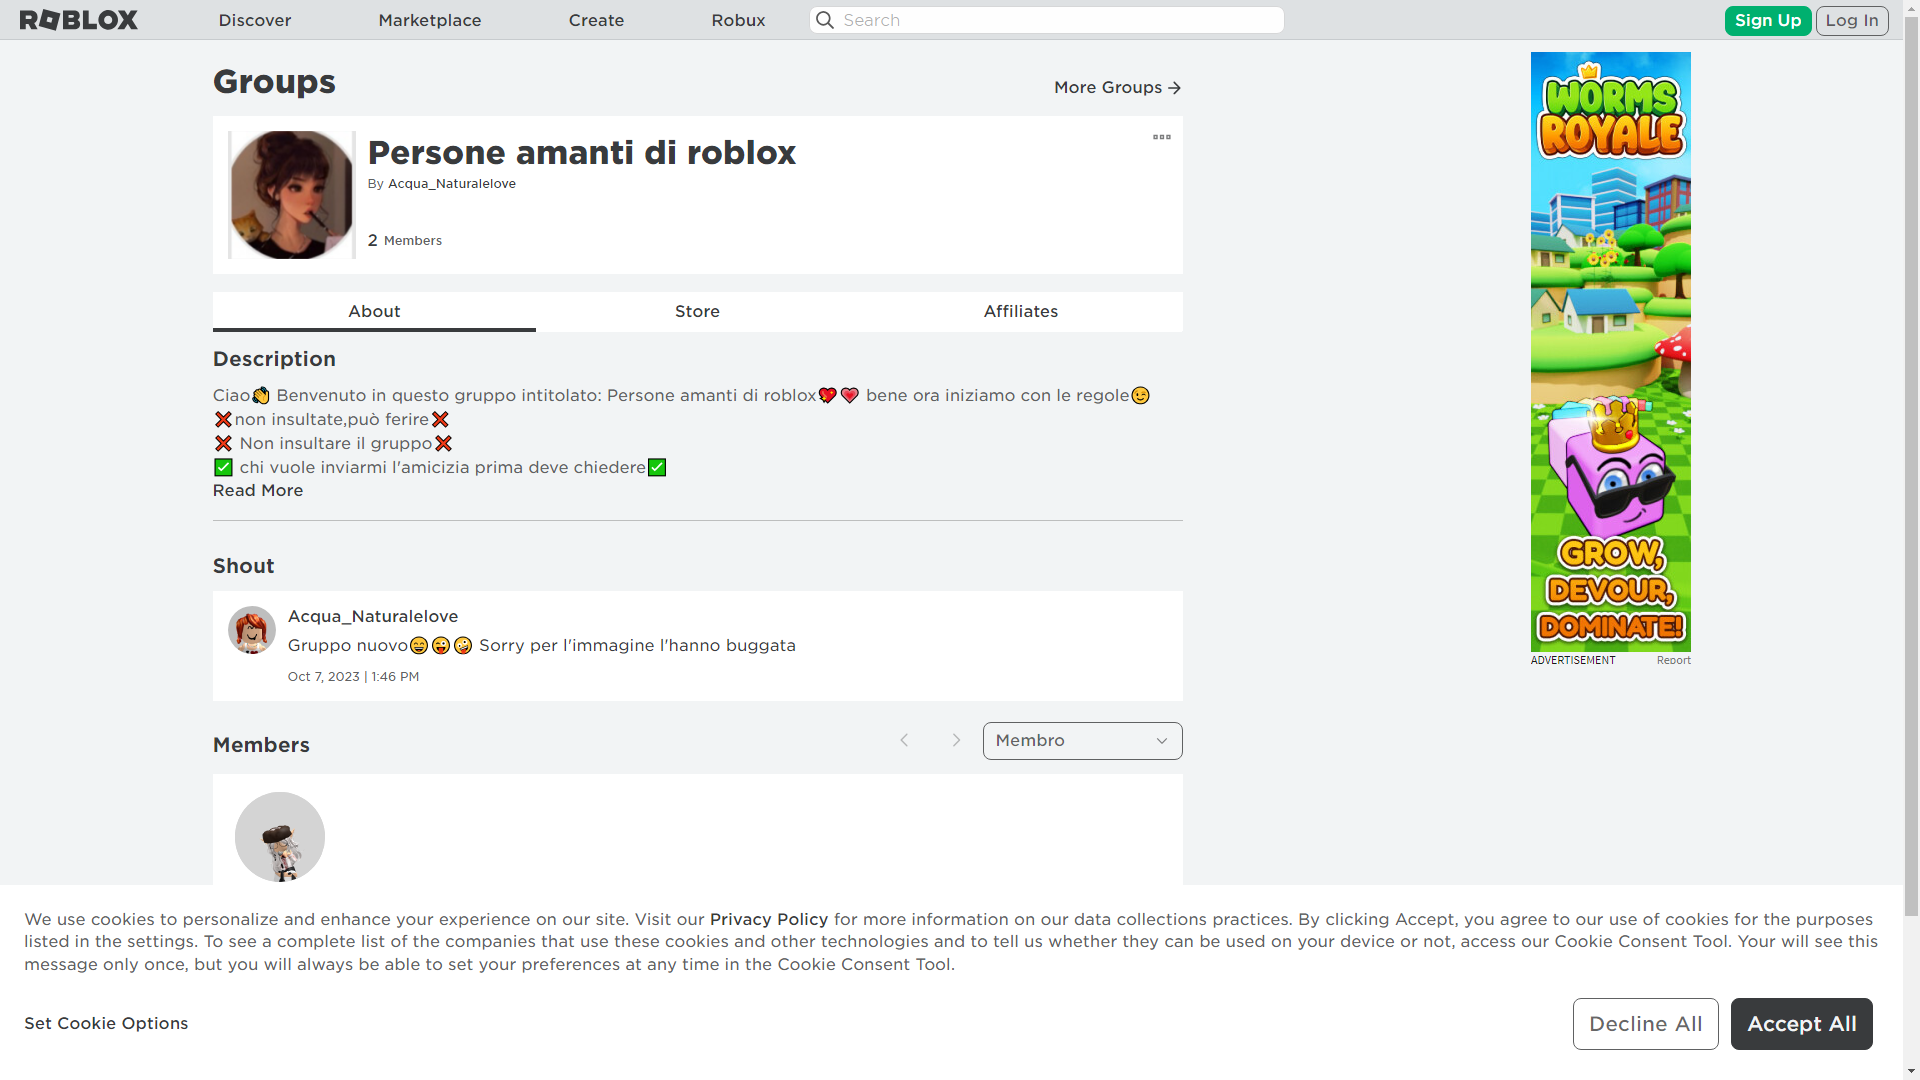 ROBLOX Discover Marketplace Create Robux Search Sign Up Log In
Groups
More Groups
Persone amanti di roblox
By Acqua_Naturalelove
2 Members
About Store Affiliates
Description
Ciao👏 Benvenuto in questo gruppo intitolato: Persone amanti di roblox💖💗 bene ora iniziamo con le regole😉
❌non insultate,può ferire❌
❌ Non insultare il gruppo❌
✅ chi vuole inviarmi l'amicizia prima deve chiedere✅
Read More
Shout
Acqua_Naturalelove
Gruppo nuovo😄😜🤪 Sorry per l'immagine l'hanno buggata
Oct 7, 2023 | 1:46 PM
Members
Membro
WORMS
ROYALE
GROW,
DEVOUR,
DOMINATE!
ADVERTISEMENT Report
We use cookies to personalize and enhance your experience on our site. Visit our Privacy Policy for more information on our data collections practices. By clicking Accept, you agree to our use of cookies for the purposes
listed in the settings. To see a complete list of the companies that use these cookies and other technologies and to tell us whether they can be used on your device or not, access our Cookie Consent Tool. Your will see this
message only once, but you will always be able to set your preferences at any time in the Cookie Consent Tool.
Set Cookie Options
Decline All
Accept All